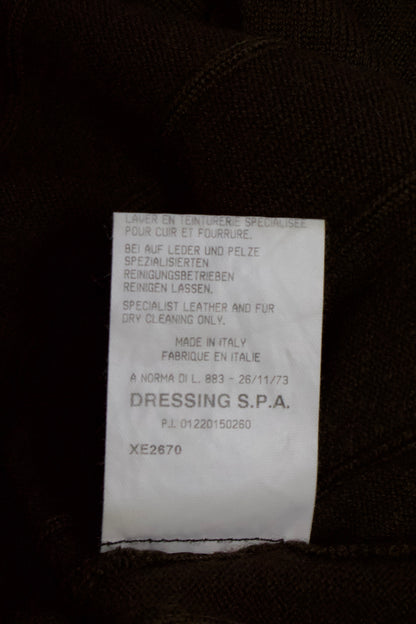 LAVER EN TEINTURERIE SPECIALISEE
POUR CUIR ET FOURRURE.
BEI AUF LEDER UND PELZE
SPEZIALISIERTEN
REINIGUNGSBETRIEBEN
REINIGEN LASSEN.
SPECIALIST LEATHER AND FUR
DRY CLEANING ONLY.
MADE IN ITALY
FABRIQUE EN ITALIE
A NORMA DI L. 883 - 26/11/73
DRESSING S.P.A.
P.I. 01220150260
XE2670